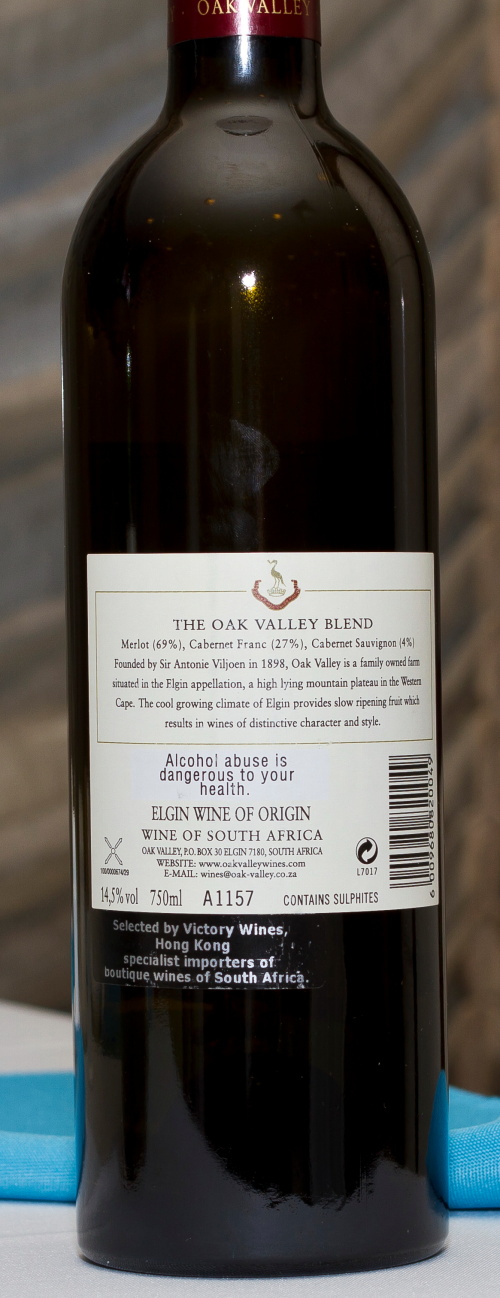 OAK VALLEY
THE OAK VALLEY BLEND
Merlot (69%), Cabernet Franc (27%), Cabernet Sauvignon (4%)
Founded by Sir Antonie Viljoen in 1898, Oak Valley is a family owned farm
situated in the Elgin appellation, a high lying mountain plateau in the Western
Cape. The cool growing climate of Elgin provides slow ripening fruit which
results in wines of distinctive character and style.
Alcohol abuse is
dangerous to your
health.
ELGIN WINE OF ORIGIN
WINE OF SOUTH AFRICA
OAK VALLEY, P.O. BOX 30 ELGIN 7180, SOUTH AFRICA
WEBSITE: www.oakvalleywines.com
E-MAIL: wines@oak-valley.co.za
L7017
14,5% vol 750ml A1157 CONTAINS SULPHITES
Selected by Victory Wines,
Hong Kong
specialist importers of
boutique wines of South Africa.